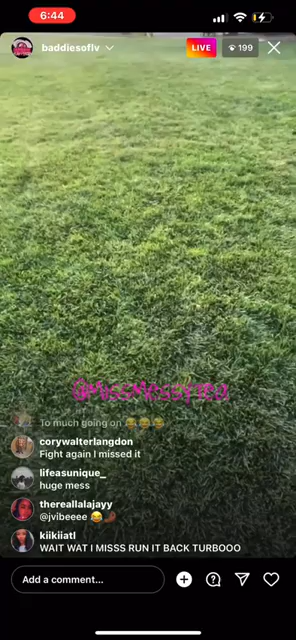 6:44
baddiesoflv
LIVE
199
@MissMessyTea
To much going on 😂😂😂
corywalterlangdon
Fight again I missed it
lifeasunique_
huge mess
thereallalajayy
@jvibeeee 😂
kiikiiatl
WAIT WAT I MISSS RUN IT BACK TURBOOO
Add a comment...